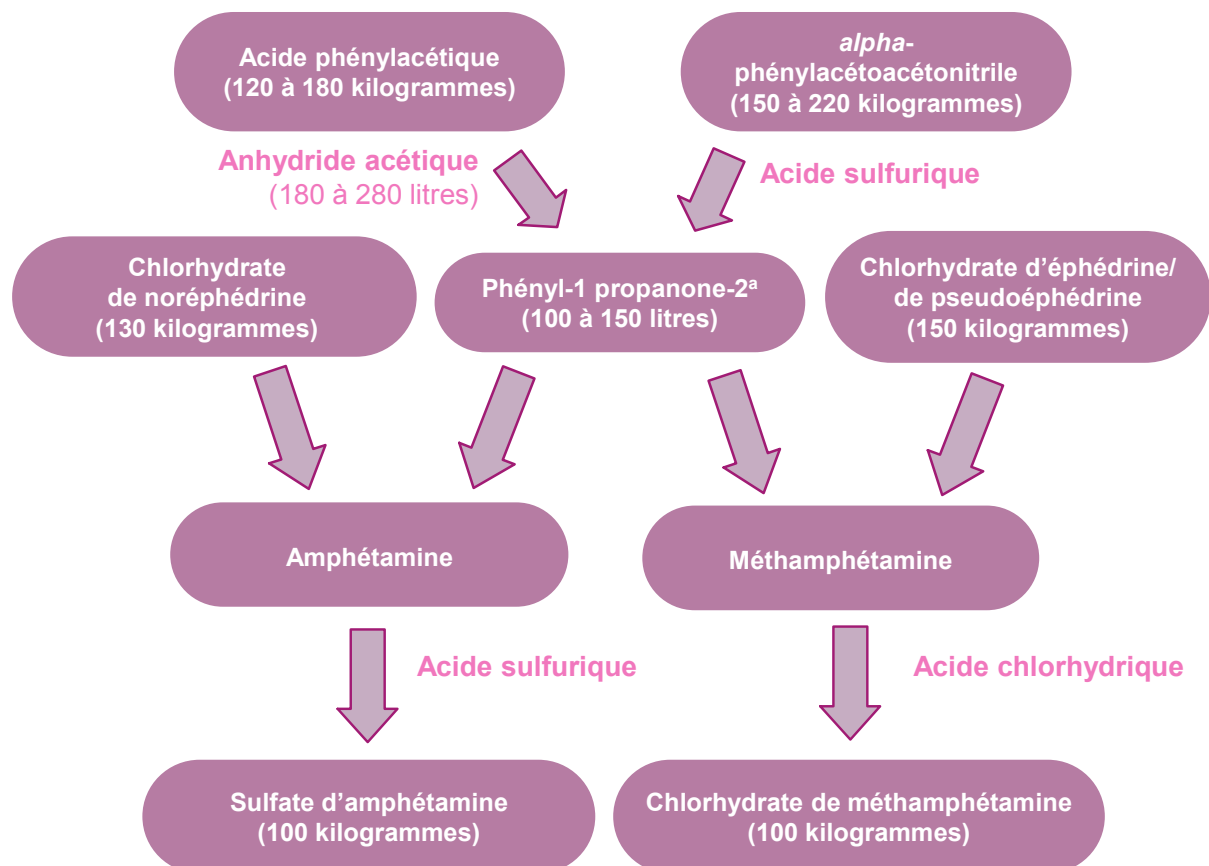 Acide phénylacétique
(120 à 180 kilogrammes)
alpha-
phénylacétoacétonitrile
(150 à 220 kilogrammes)
Anhydride acétique
(180 à 280 litres)
Acide sulfurique
Chlorhydrate
de noréphédrine
(130 kilogrammes)
Phényl-1 propanone-2ᵃ
(100 à 150 litres)
Chlorhydrate d'éphédrine/
de pseudoéphédrine
(150 kilogrammes)
Amphétamine
Méthamphétamine
Acide sulfurique
Acide chlorhydrique
Sulfate d'amphétamine
(100 kilogrammes)
Chlorhydrate de méthamphétamine
(100 kilogrammes)